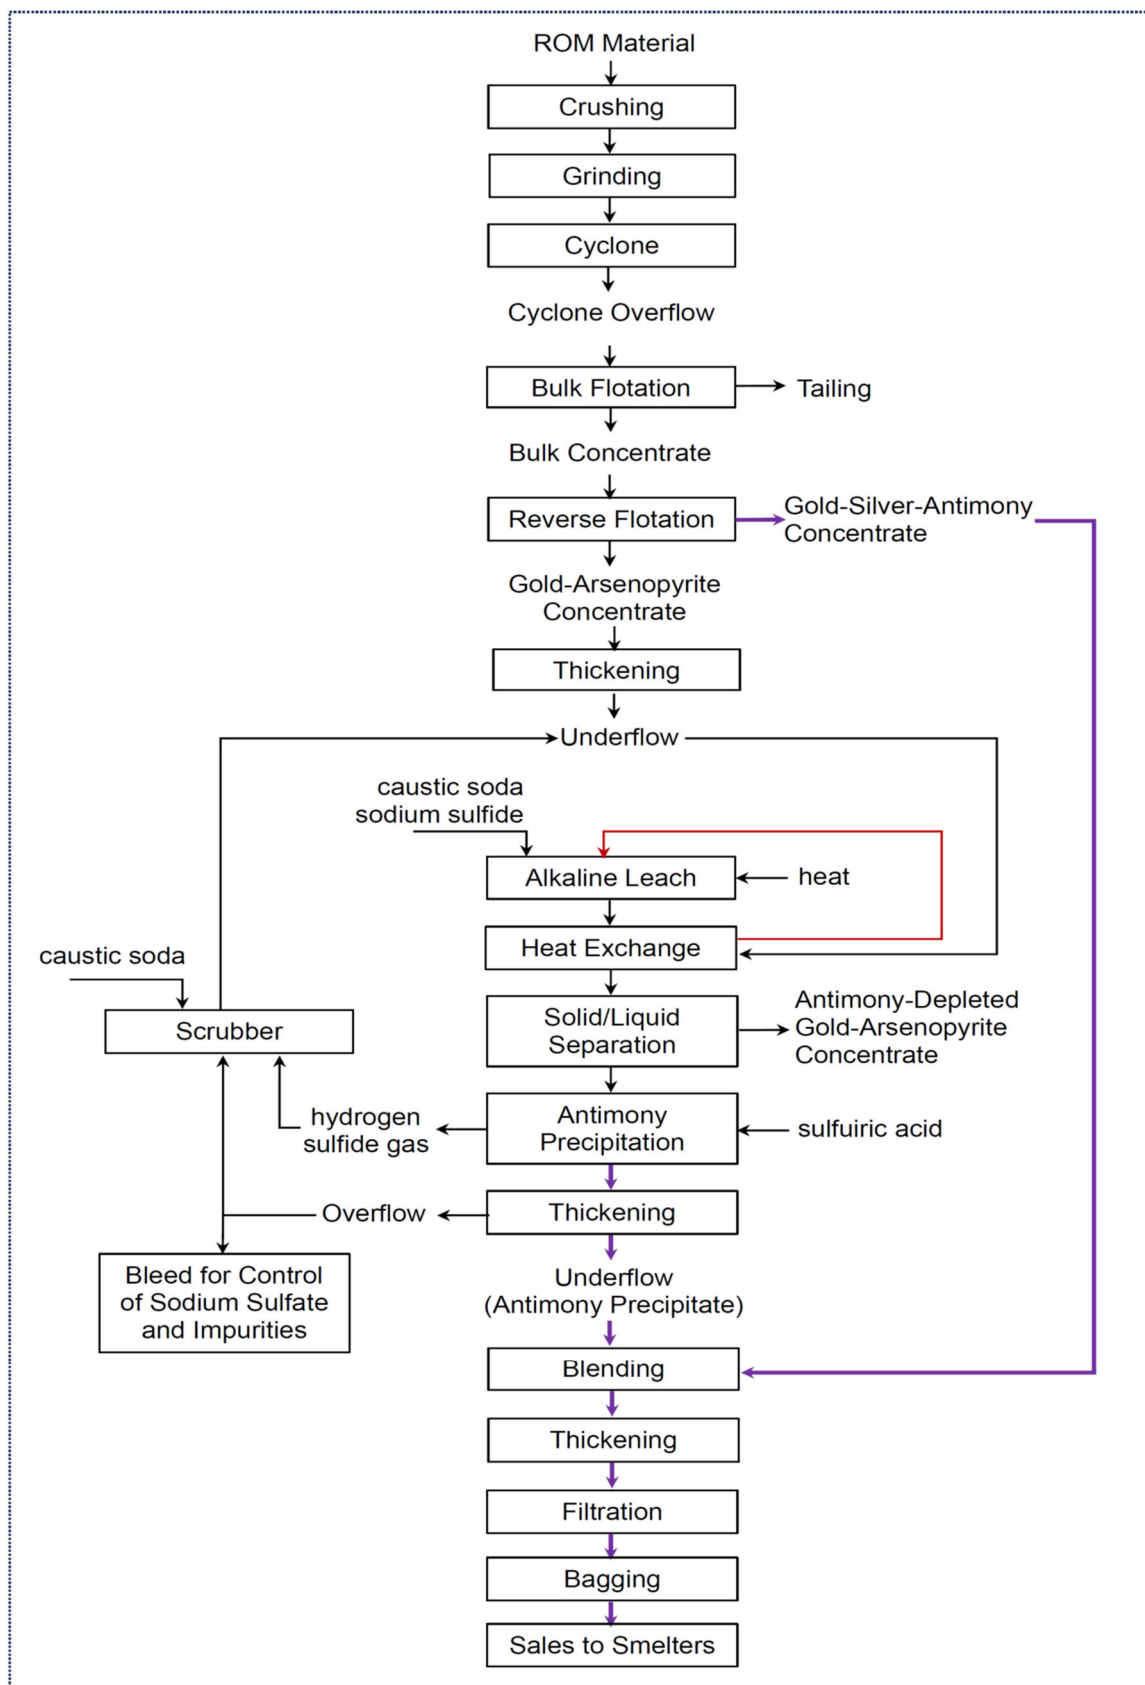 ROM Material
Crushing
Grinding
Cyclone
Cyclone Overflow
Bulk Flotation
Tailing
Bulk Concentrate
Reverse Flotation
Gold-Silver-Antimony
Concentrate
Gold-Arsenopyrite
Concentrate
Thickening
Underflow
caustic soda
sodium sulfide
Alkaline Leach
heat
Heat Exchange
caustic soda
Scrubber
Solid/Liquid
Separation
Antimony-Depleted
Gold-Arsenopyrite
Concentrate
hydrogen
sulfide gas
Antimony
Precipitation
sulfuiric acid
Overflow
Thickening
Bleed for Control
of Sodium Sulfate
and Impurities
Underflow
(Antimony Precipitate)
Blending
Thickening
Filtration
Bagging
Sales to Smelters